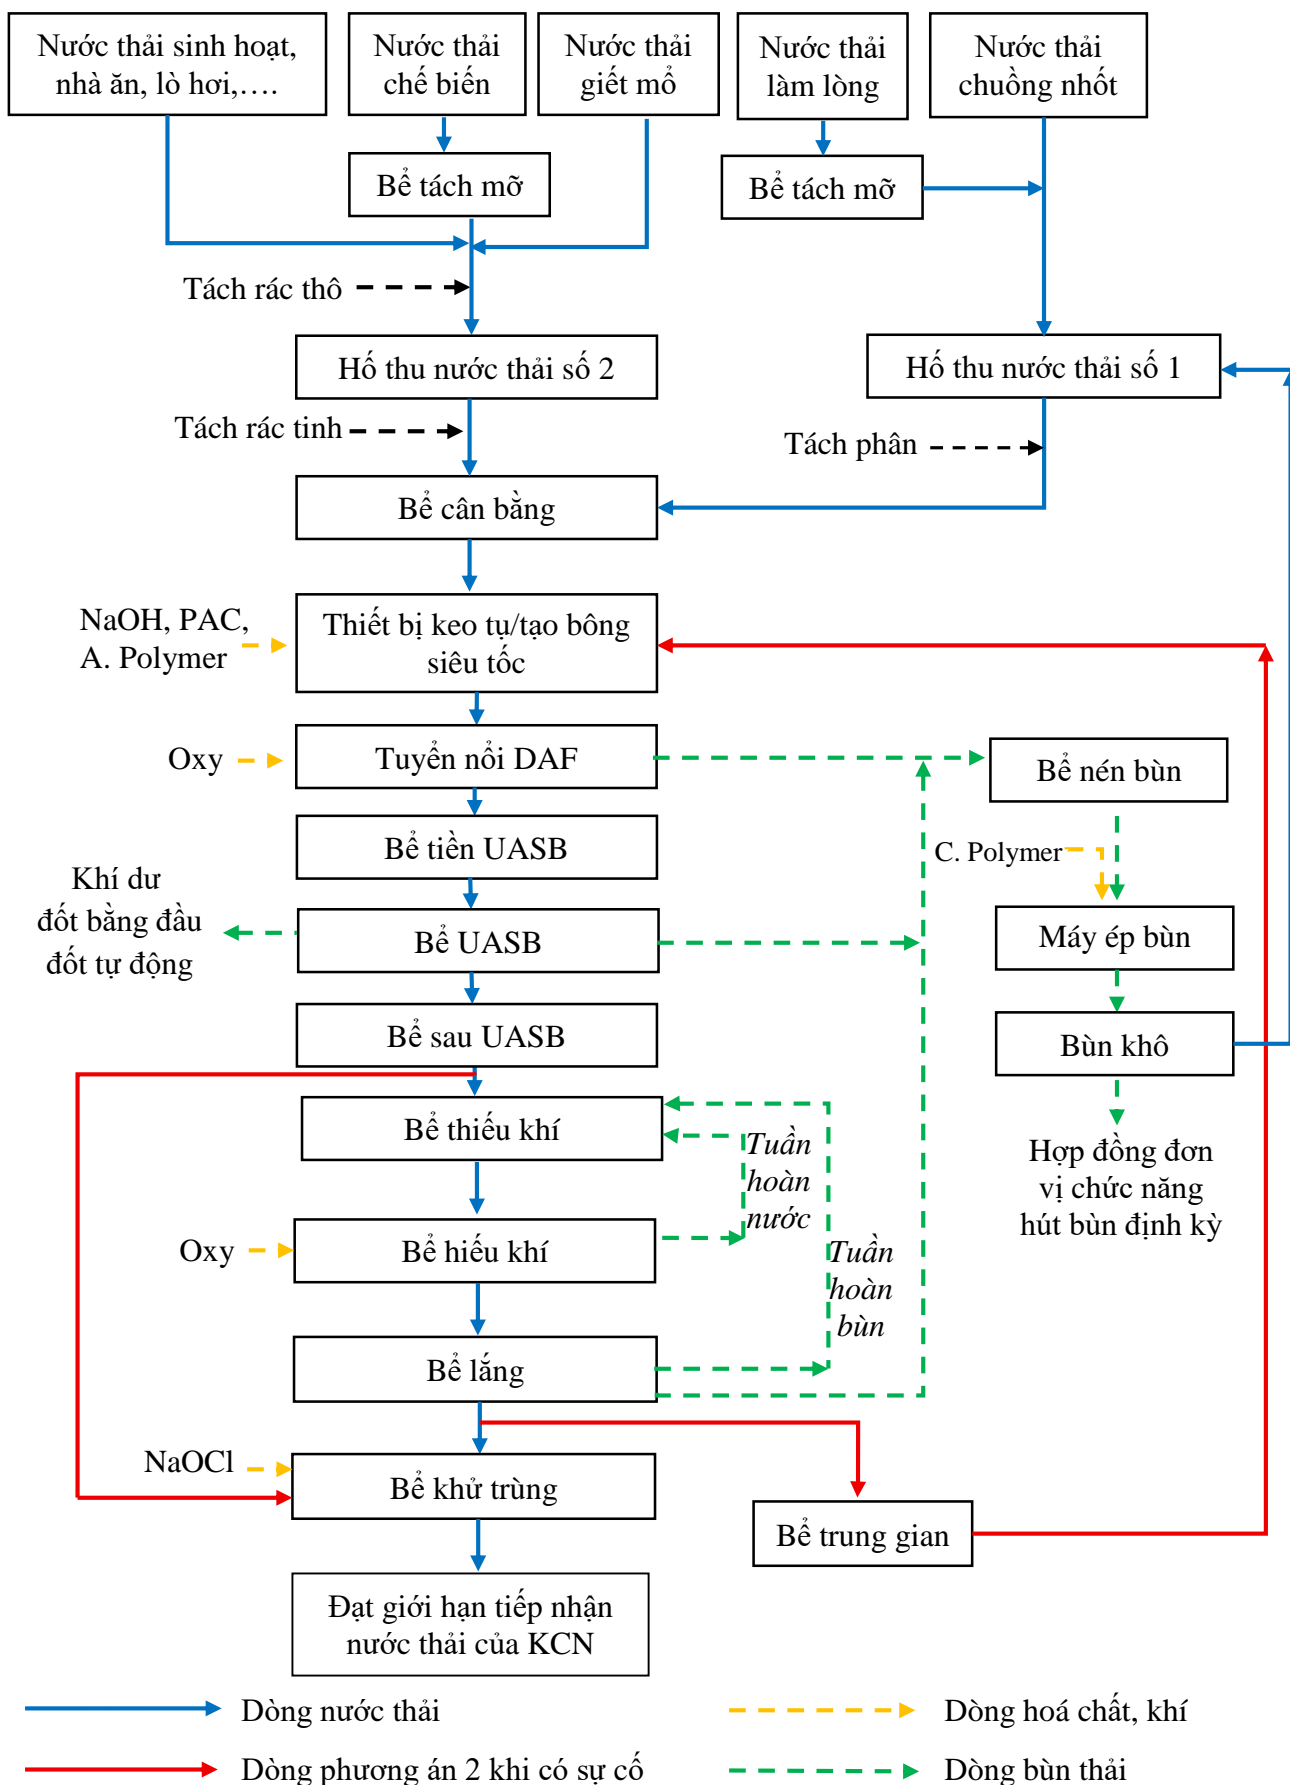 Nước thải sinh hoạt,
nhà ăn, lò hơi,….
Nước thải
chế biến
Nước thải
giết mổ
Nước thải
làm lòng
Nước thải
chuồng nhốt
Bể tách mỡ
Bể tách mỡ
Tách rác thô
Hố thu nước thải số 2
Hố thu nước thải số 1
Tách rác tinh
Tách phân
Bể cân bằng
NaOH, PAC,
A. Polymer
Thiết bị keo tụ/tạo bông
siêu tốc
Oxy
Tuyển nổi DAF
Bể nén bùn
Bể tiền UASB
C. Polymer
Khí dư
đốt bằng đầu
đốt tự động
Bể UASB
Máy ép bùn
Bể sau UASB
Bùn khô
Bể thiếu khí
Tuần
hoàn
nước
Hợp đồng đơn
vị chức năng
hút bùn định kỳ
Oxy
Bể hiếu khí
Tuần
hoàn
bùn
Bể lắng
NaOCl
Bể khử trùng
Bể trung gian
Đạt giới hạn tiếp nhận
nước thải của KCN
Dòng nước thải
Dòng hoá chất, khí
Dòng phương án 2 khi có sự cố
Dòng bùn thải